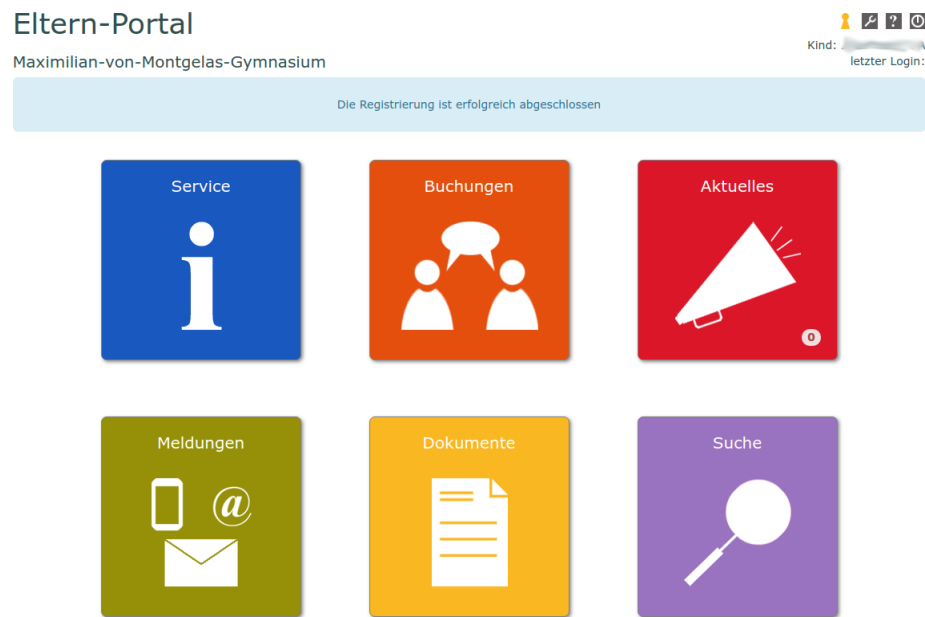 Eltern-Portal
Kind:
Maximilian-von-Montgelas-Gymnasium
letzter Login:
Die Registrierung ist erfolgreich abgeschlossen
Service
Buchungen
Aktuelles
0
Meldungen
Dokumente
Suche
@